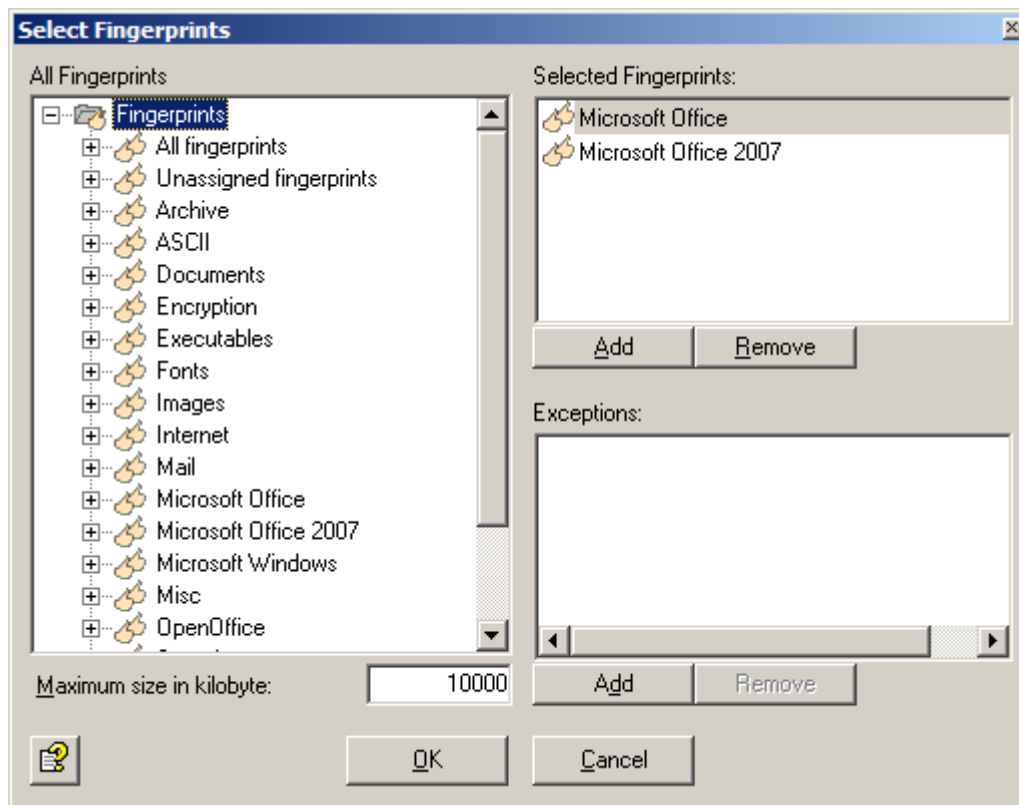 Select Fingerprints
All Fingerprints
Fingerprints
All fingerprints
Unassigned fingerprints
Archive
ASCII
Documents
Encryption
Executables
Fonts
Images
Internet
Mail
Microsoft Office
Microsoft Office 2007
Microsoft Windows
Misc
OpenOffice
Maximum size in kilobyte:
10000
Selected Fingerprints:
Microsoft Office
Microsoft Office 2007
Add
Remove
Exceptions:
Add
Remove
OK
Cancel